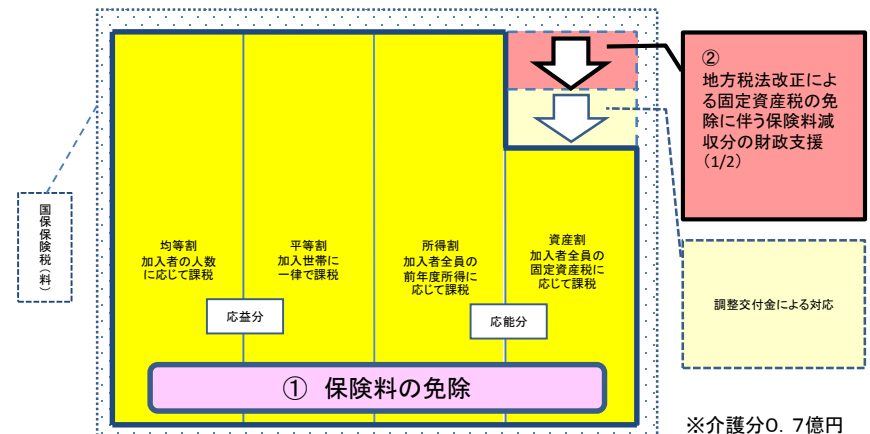 国保保険税(料)
均等割
加入者の人数
に応じて課税
平等割
加入世帯に
一律で課税
所得割
加入者全員の
前年度所得に
応じて課税
資産割
加入者全員の
固定資産税に
応じて課税
応益分
応能分
① 保険料の免除
②
地方税法改正によ
る固定資産税の免
除に伴う保険料減
収分の財政支援
(1/2)
調整交付金による対応
※介護分0.7億円